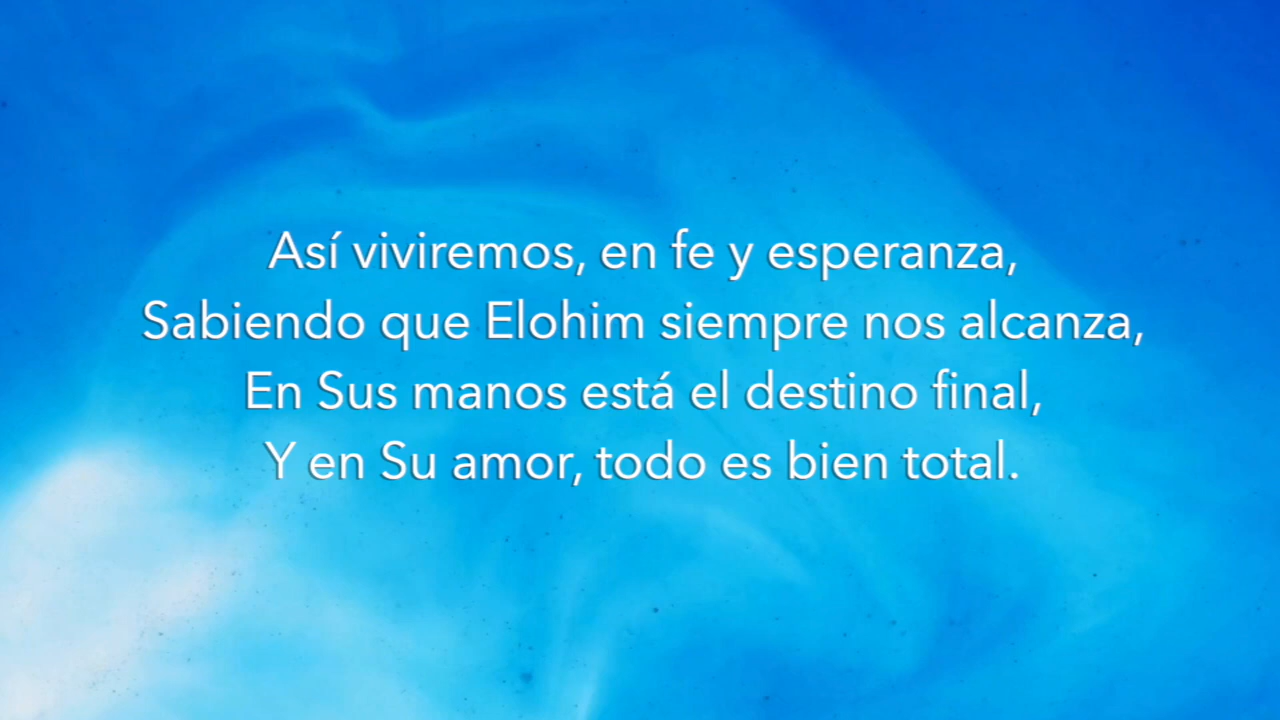 Así viviremos, en fe y esperanza,
Sabiendo que Elohim siempre nos alcanza,
En Sus manos está el destino final,
Y en Su amor, todo es bien total.